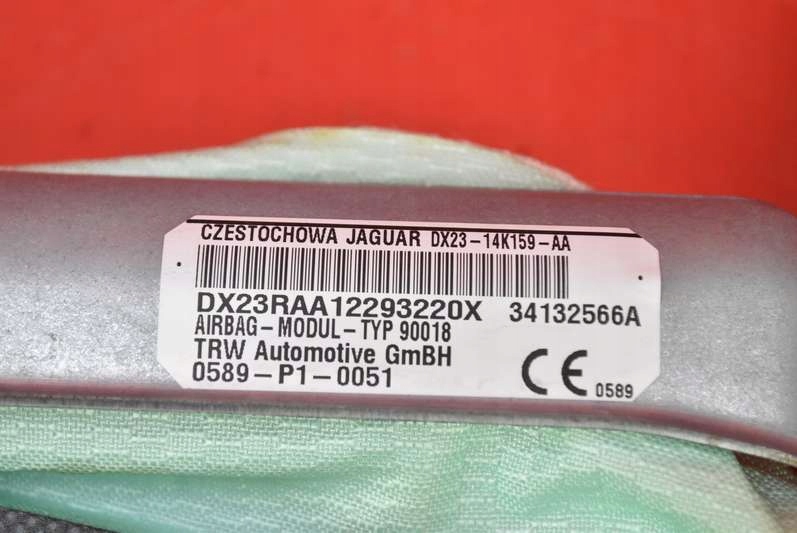 CZESTOCHOWA JAGUAR DX23-14K159-AA
DX23RAA12293220X 34132566A
AIRBAG-MODUL-TYP 90018
TRW Automotive GmBH
0589-P1-0051
CE 0589